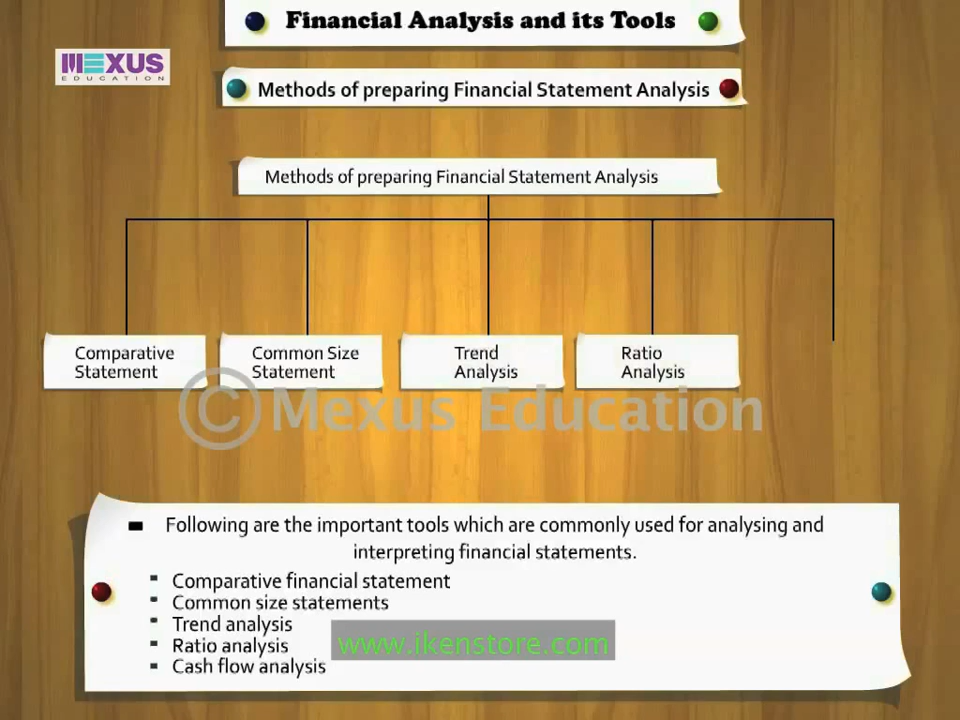 Financial Analysis and its Tools
MEXUS
EDUCATION
Methods of preparing Financial Statement Analysis
Methods of preparing Financial Statement Analysis
Comparative
Statement
Common Size
Statement
Trend
Analysis
Ratio
Analysis
© Mexus Education
Following are the important tools which are commonly used for analysing and
interpreting financial statements.
Comparative financial statement
Common size statements
Trend analysis
Ratio analysis
Cash flow analysis
www.ikenstore.com